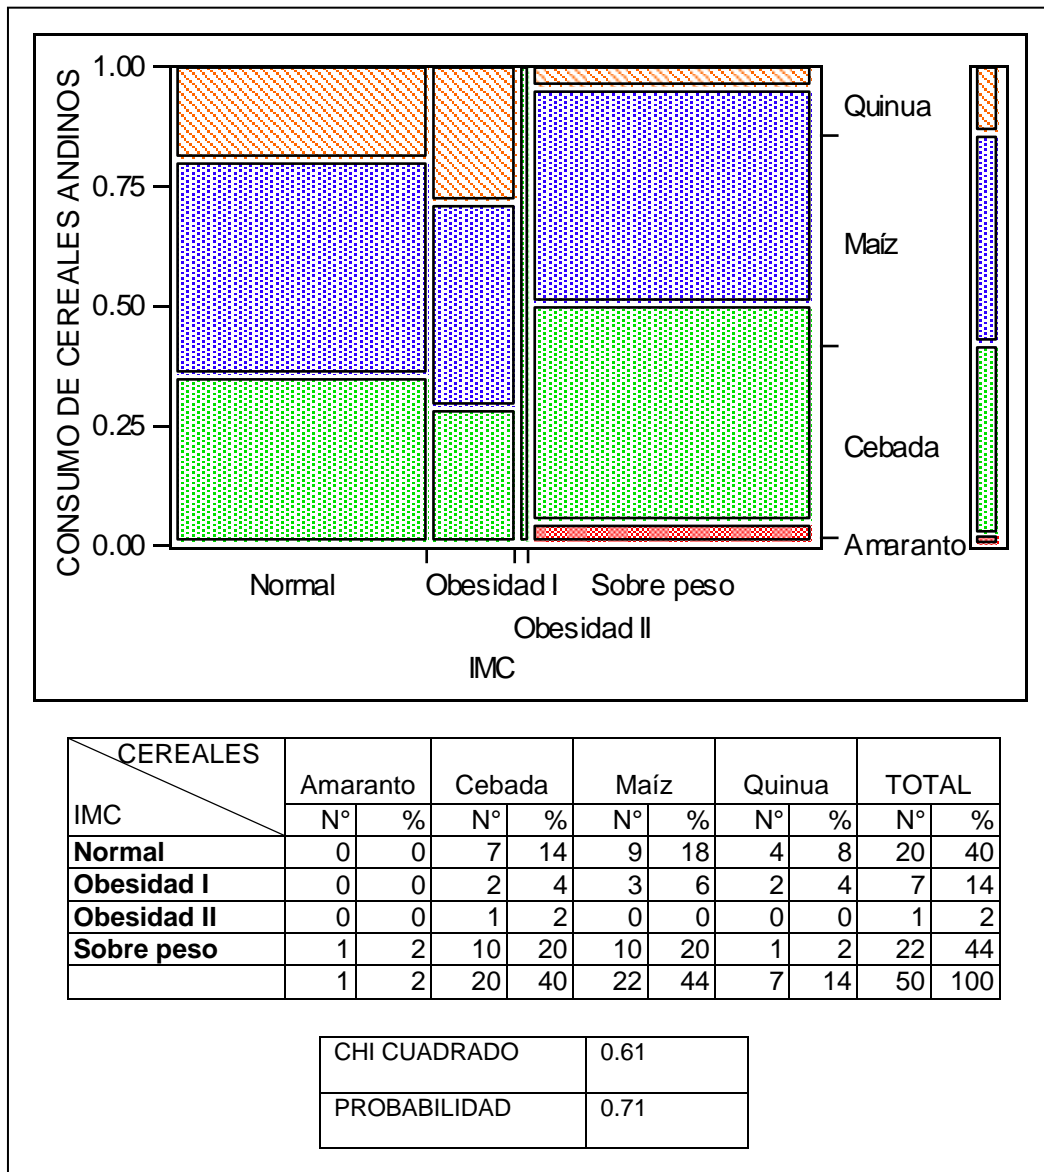 CONSUMO DE CEREALES ANDINOS
1.00
0.75
0.50
0.25
0.00
Quinua
Maíz
Cebada
Amaranto
Normal
Obesidad I
Sobre peso
Obesidad II
IMC
CEREALES
IMC
Amaranto Cebada Maíz Quinua TOTAL
N° % N° % N° % N° % N° %
Normal 0 0 7 14 9 18 4 8 20 40
Obesidad I 0 0 2 4 3 6 2 4 7 14
Obesidad II 0 0 1 2 0 0 0 0 1 2
Sobre peso 1 2 10 20 10 20 1 2 22 44
1 2 20 40 22 44 7 14 50 100
CHI CUADRADO 0.61
PROBABILIDAD 0.71